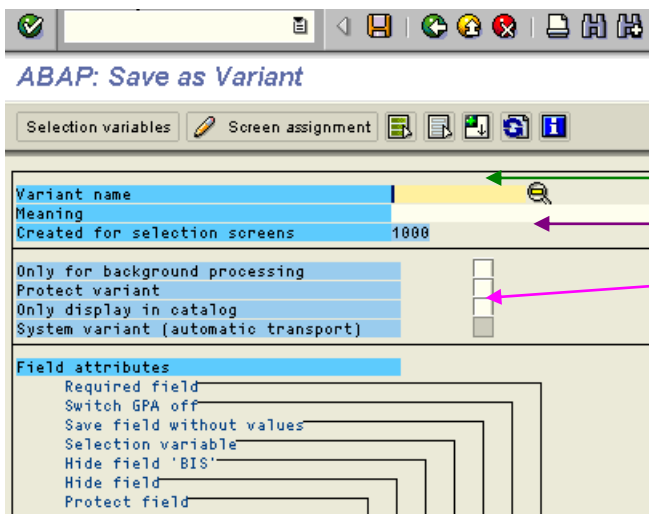 ABAP: Save as Variant
Selection variables Screen assignment
Variant name
Meaning
Created for selection screens 1000
Only for background processing
Protect variant
Only display in catalog
System variant (automatic transport)
Field attributes
Required field
Switch GPA off
Save field without values
Selection variable
Hide field 'BIS'
Hide field
Protect field